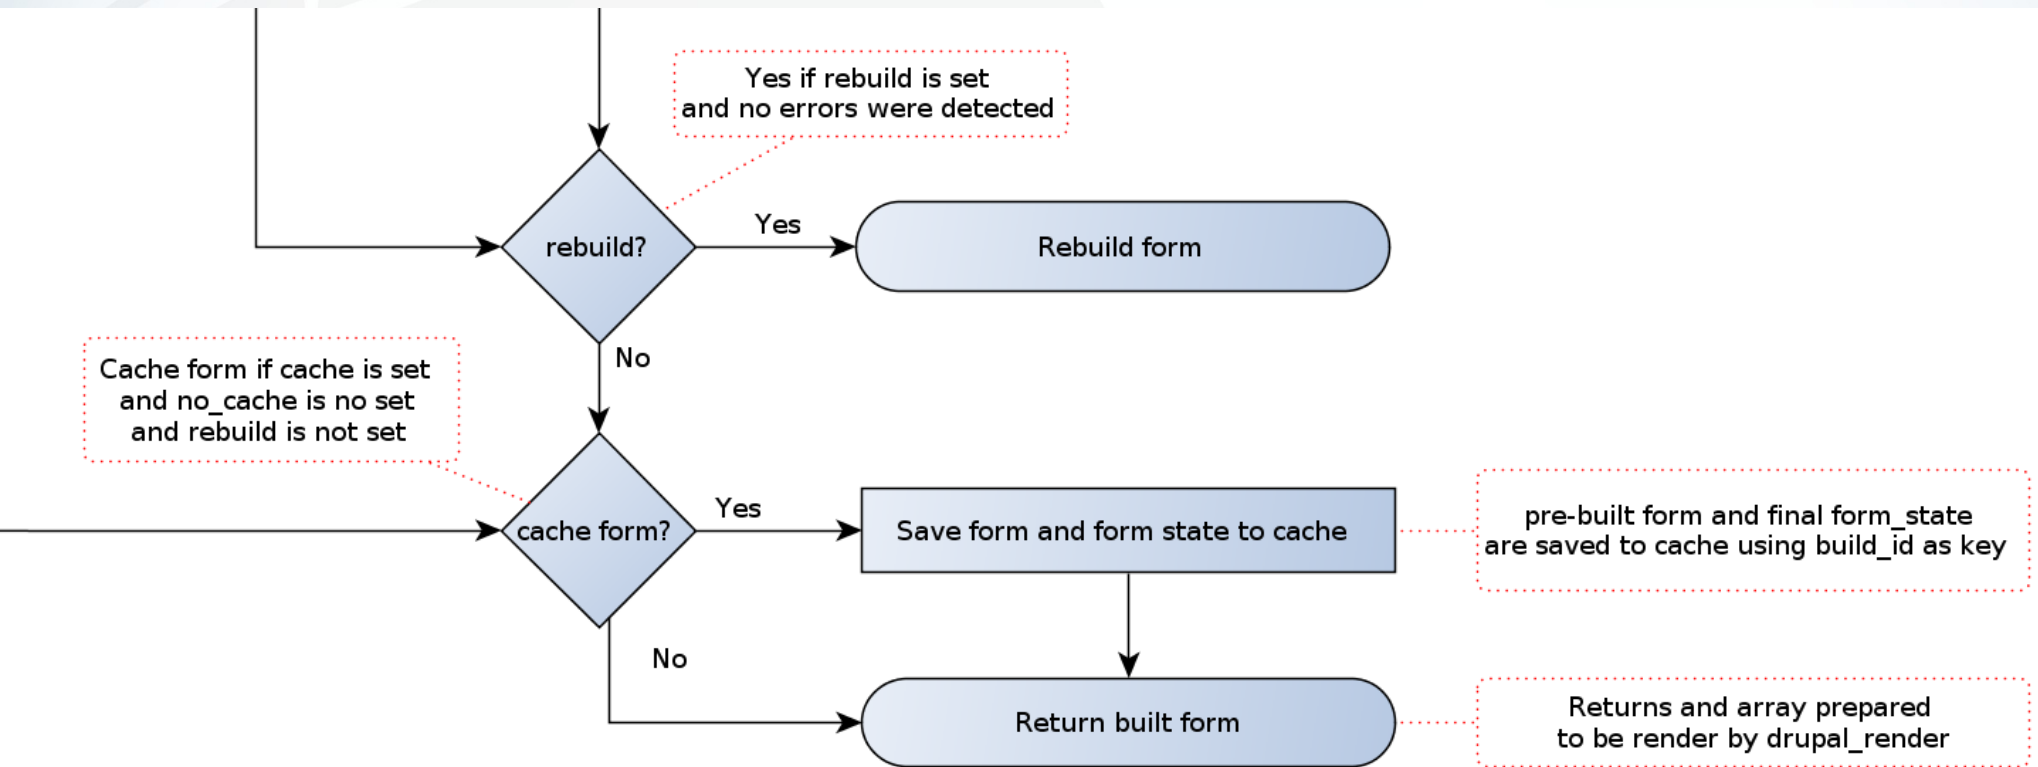 Yes if rebuild is set
and no errors were detected
rebuild?
Yes
Rebuild form
No
Cache form if cache is set
and no_cache is no set
and rebuild is not set
cache form?
Yes
Save form and form state to cache
pre-built form and final form_state
are saved to cache using build_id as key
No
Return built form
Returns and array prepared
to be render by drupal_render